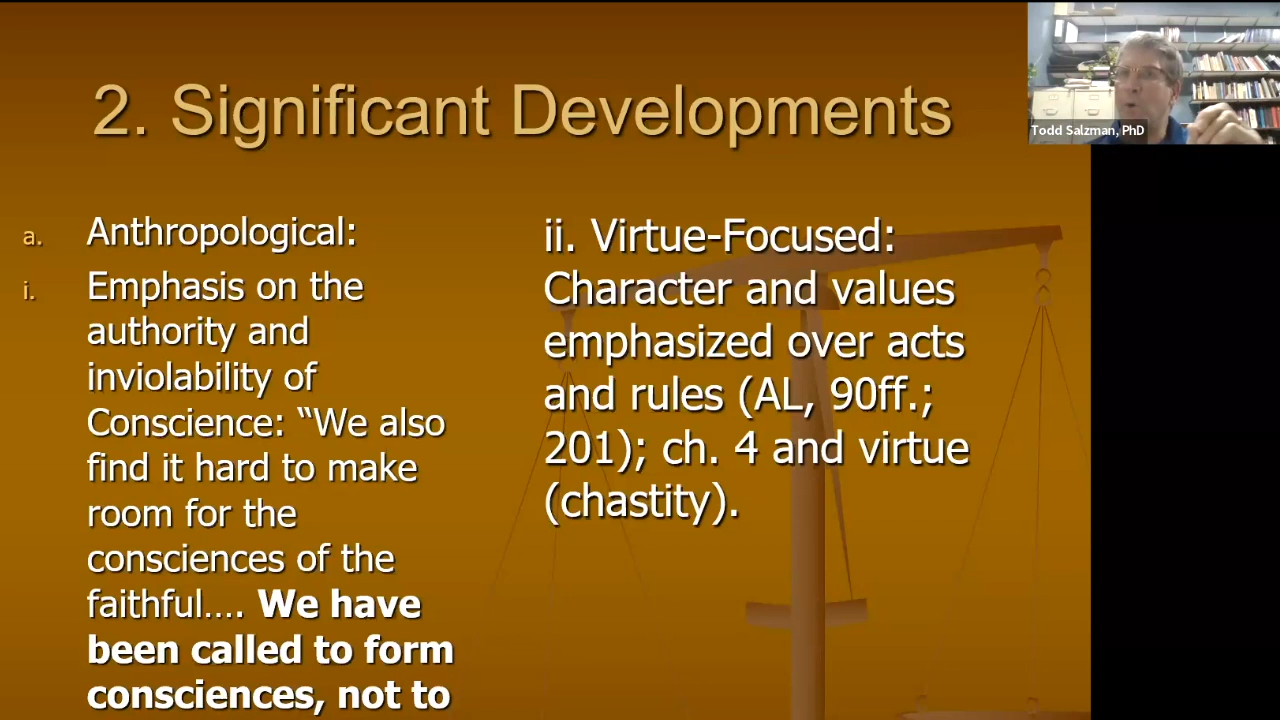 2. Significant Developments
Todd Salzman, PhD
a. Anthropological:
i. Emphasis on the
authority and
inviolability of
Conscience: “We also
find it hard to make
room for the
consciences of the
faithful…. We have
been called to form
consciences, not to
ii. Virtue-Focused:
Character and values
emphasized over acts
and rules (AL, 90ff.;
201); ch. 4 and virtue
(chastity).